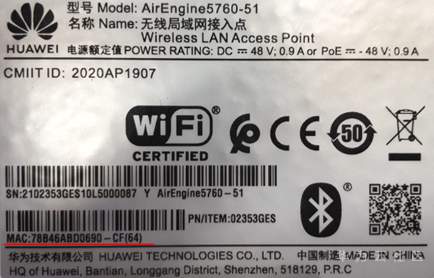 型号 Model: AirEngine5760-51
名称 Name: 无线局域网接入点
Wireless LAN Access Point
HUAWEI
电源额定 POWER RATING: DC ⎓ 48 V; 0.9 A or PoE ⎓ - 48 V; 0.9 A
CMIIT ID: 2020AP1907
WiFi®
CERTIFIED
CE
50
SN:2102353GES10L5000087 Y AirEngine5760-51
PN/ITEM:02353GES
MAC:78B46ABD0690-CF(64)
华为技术有限公司 HUAWEI TECHNOLOGIES CO., LTD. 中国制造 MADE IN CHINA
HQ of Huawei, Bantian, Longgang District, Shenzhen, 518129, P.R.C